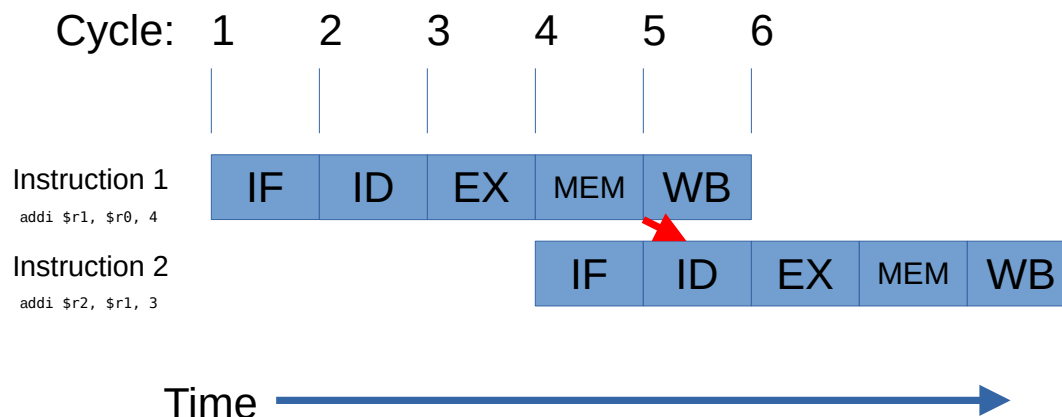 Cycle: 1 2 3 4 5 6
Instruction 1
addi $r1, $r0, 4
IF ID EX MEM WB
Instruction 2
addi $r2, $r1, 3
IF ID EX MEM WB
Time